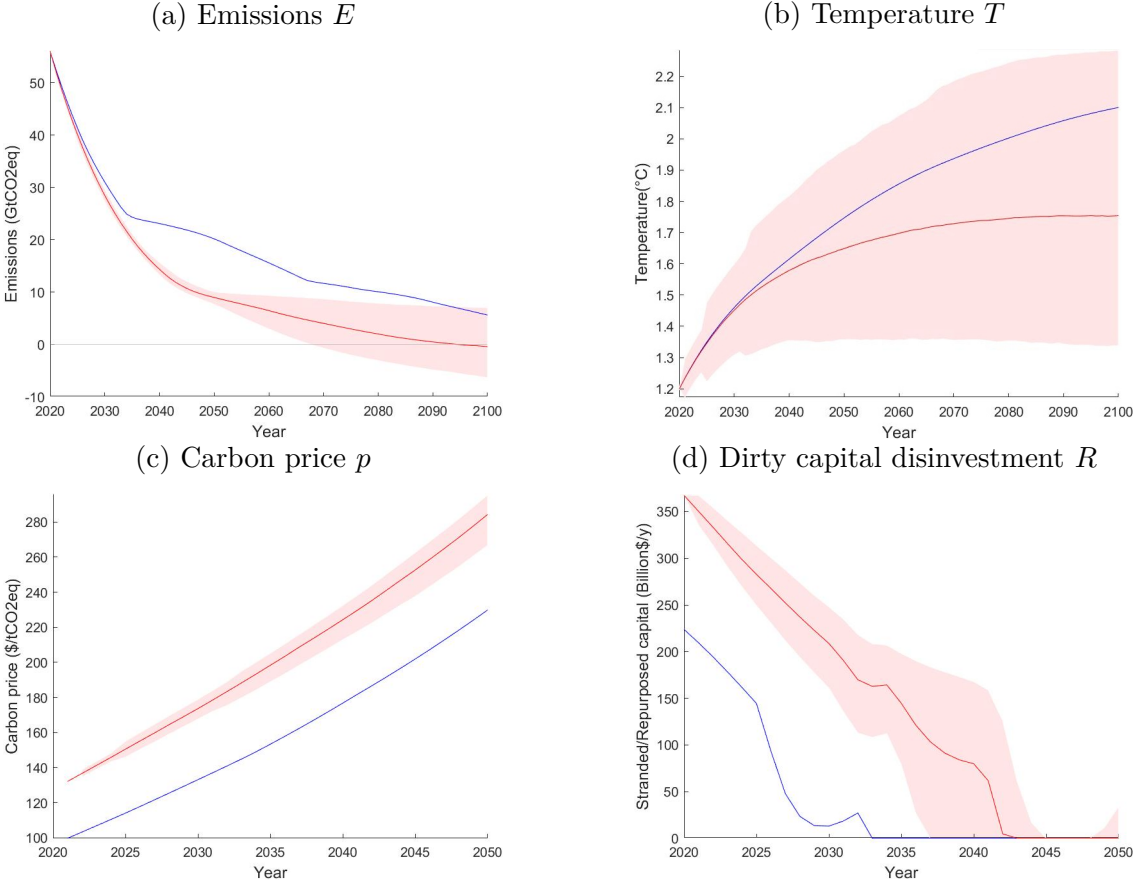 (a) Emissions E
Emissions (GtCO2eq)
50
40
30
20
10
0
-10
2020 2030 2040 2050 2060 2070 2080 2090 2100
Year
(b) Temperature T
Temperature(°C)
2.2
2.1
2
1.9
1.8
1.7
1.6
1.5
1.4
1.3
1.2
2020 2030 2040 2050 2060 2070 2080 2090 2100
Year
(c) Carbon price p
Carbon price ($/tCO2eq)
280
260
240
220
200
180
160
140
120
100
2020 2025 2030 2035 2040 2045 2050
Year
(d) Dirty capital disinvestment R
Stranded/Repurposed capital (Billion$/y)
350
300
250
200
150
100
50
0
2020 2025 2030 2035 2040 2045 2050
Year